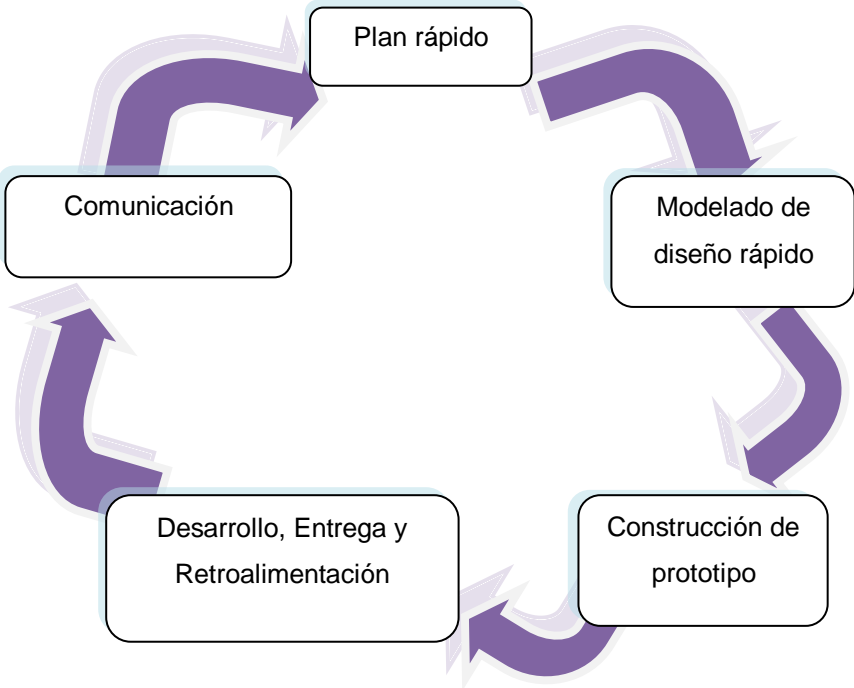 Plan rápido
Comunicación
Modelado de
diseño rápido
Desarrollo, Entrega y
Retroalimentación
Construcción de
prototipo